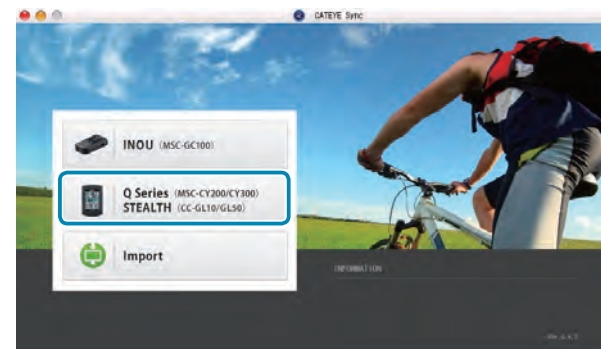 CATEYE Sync
INOU (MSC-GC100)
Q Series (MSC-CY200/CY300)
STEALTH (CC-GL10/GL50)
Import
INFORMATION